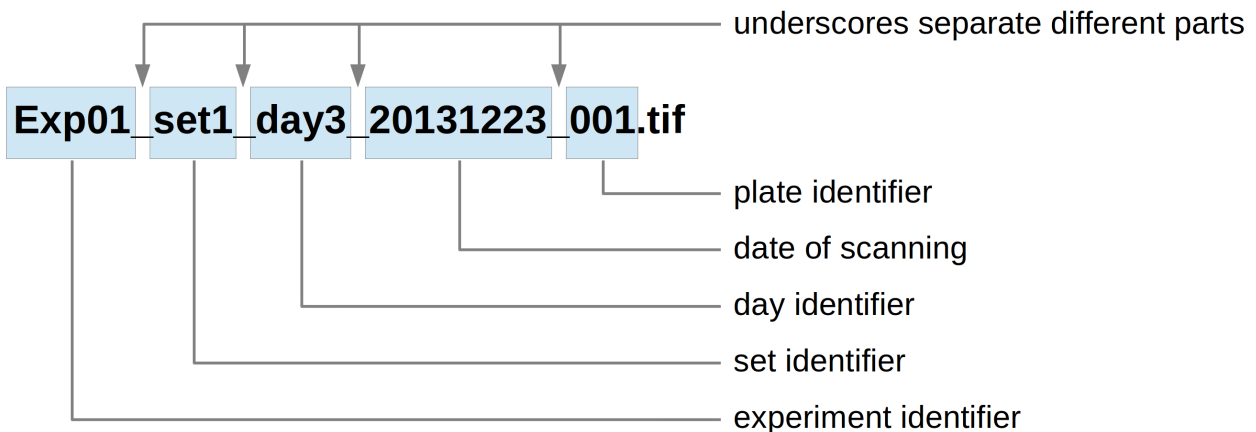 underscores separate different parts
Exp01_set1_day3_20131223_001.tif
plate identifier
date of scanning
day identifier
set identifier
experiment identifier